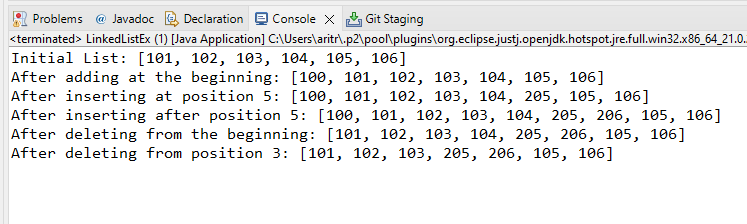 Problems @ Javadoc Declaration Console × Git Staging
<terminated> LinkedListEx (1) [Java Application] C:\Users\aritr\.p2\pool\plugins\org.eclipse.justj.openjdk.hotspot.jre.full.win32.x86_64_21.0.
Initial List: [101, 102, 103, 104, 105, 106]
After adding at the beginning: [100, 101, 102, 103, 104, 105, 106]
After inserting at position 5: [100, 101, 102, 103, 104, 205, 105, 106]
After inserting after position 5: [100, 101, 102, 103, 104, 205, 206, 105, 106]
After deleting from the beginning: [101, 102, 103, 104, 205, 206, 105, 106]
After deleting from position 3: [101, 102, 103, 205, 206, 105, 106]